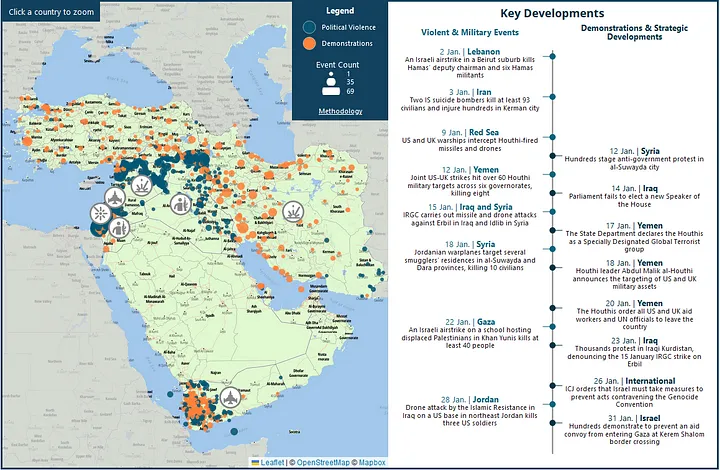 Click a country to zoom
Legend
Political Violence
Demonstrations
Event Count
1
35
69
Methodology
Leaflet | © OpenStreetMap © Mapbox
Key Developments
Violent & Military Events
Demonstrations & Strategic
Developments
2 Jan. | Lebanon
An Israeli airstrike in a Beirut suburb kills
Hamas' deputy chairman and six Hamas
militants
3 Jan. | Iran
Two IS suicide bombers kill at least 93
civilians and injure hundreds in Kerman city
9 Jan. | Red Sea
US and UK warships intercept Houthi-fired
missiles and drones
12 Jan. | Syria
Hundreds stage anti-government protest in
al-Suwayda city
12 Jan. | Yemen
Joint US-UK strikes hit over 60 Houthi
military targets across six governorates,
killing eight
14 Jan. | Iraq
Parliament fails to elect a new Speaker of
the House
15 Jan. | Iraq and Syria
IRGC carries out missile and drone attacks
against Erbil in Iraq and Idlib in Syria
17 Jan. | Yemen
The State Department declares the Houthis
as a Specially Designated Global Terrorist
group
18 Jan. | Syria
Jordanian warplanes target several
smugglers' residences in al-Suwayda and
Dara provinces, killing 10 civilians
18 Jan. | Yemen
Houthi leader Abdul Malik al-Houthi
announces the targeting of US and UK
military assets
20 Jan. | Yemen
The Houthis order all US and UK aid
workers and UN officials to leave the
country
22 Jan. | Gaza
An Israeli airstrike on a school hosting
displaced Palestinians in Khan Yunis kills at
least 40 people
23 Jan. | Iraq
Thousands protest in Iraqi Kurdistan,
denouncing the 15 January IRGC strike on
Erbil
26 Jan. | International
ICJ orders that Israel must take measures to
prevent acts contravening the Genocide
Convention
28 Jan. | Jordan
Drone attack by the Islamic Resistance in
Iraq on a US base in northeast Jordan kills
three US soldiers
31 Jan. | Israel
Hundreds demonstrate to prevent an aid
convoy from entering Gaza at Kerem Shalom
border crossing